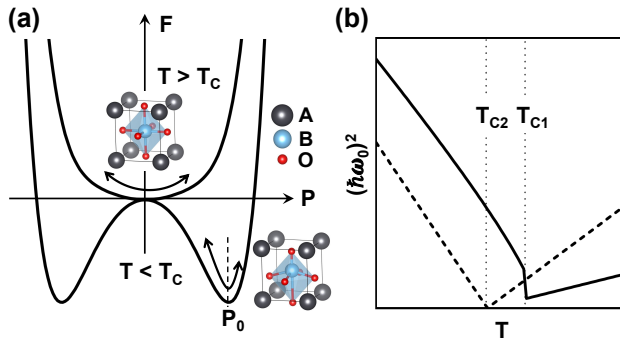 (a)
F
T > T_C
A
B
O
P
T < T_C
P_0
(b)
(ħω_0)^2
T_C2 T_C1
T